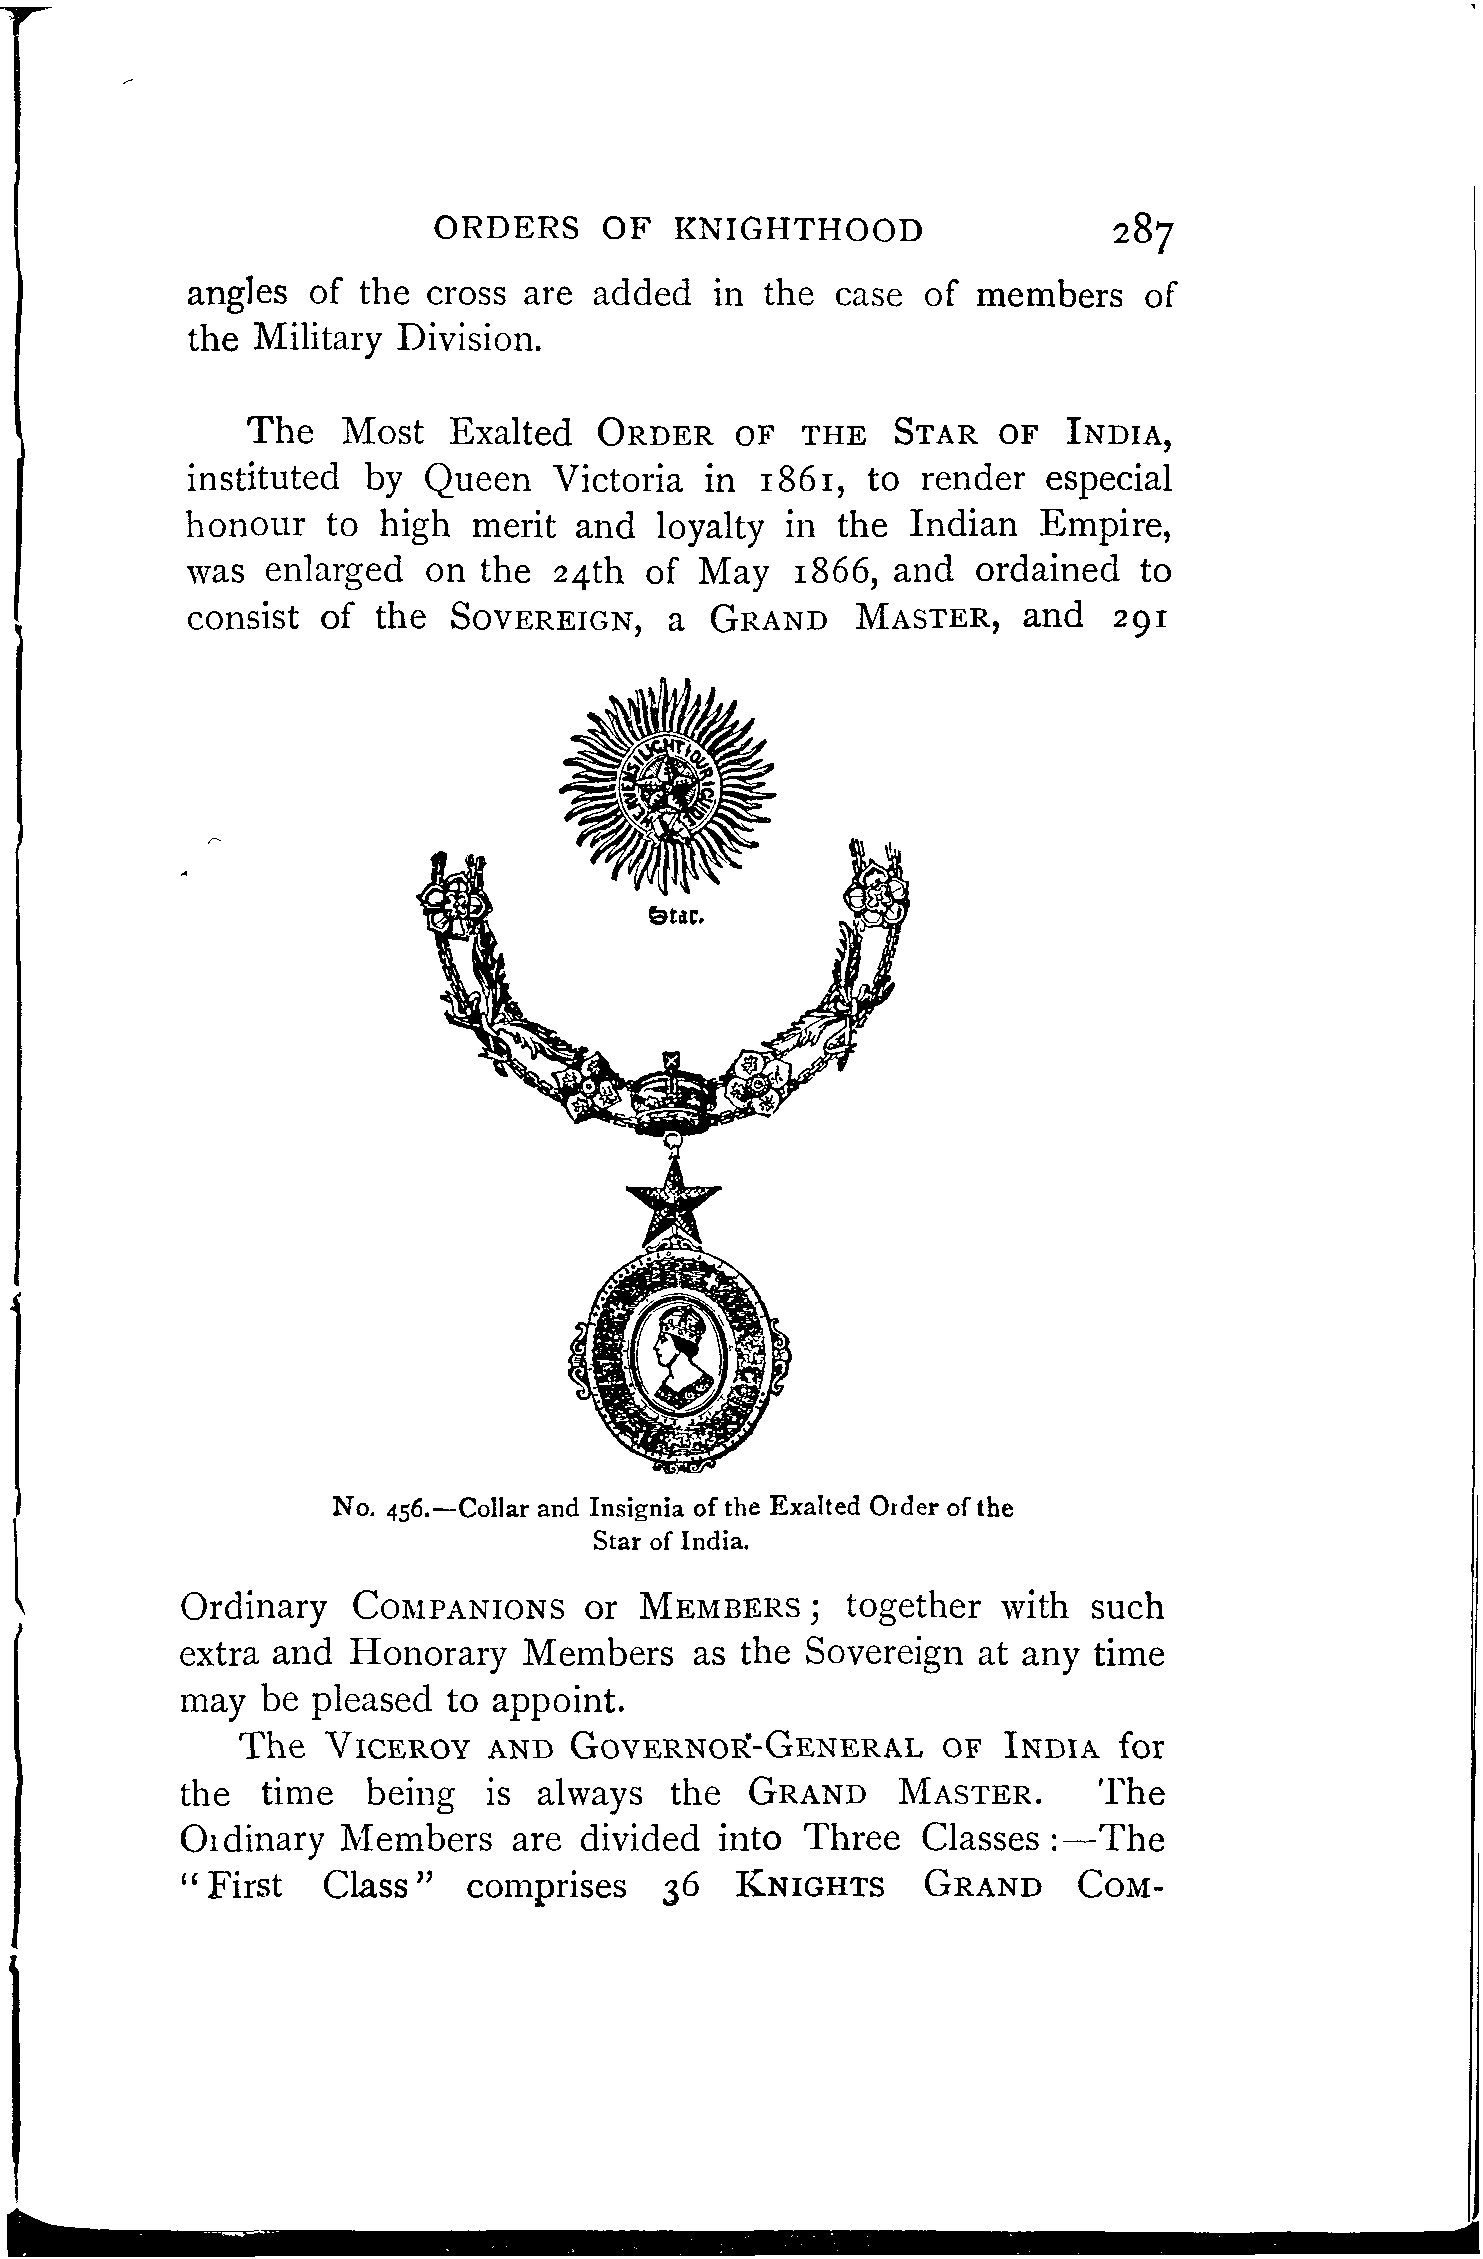 ORDERS OF KNIGHTHOOD 287
angles of the cross are added in the case of members of
the Military Division.
The Most Exalted ORDER OF THE STAR OF INDIA,
instituted by Queen Victoria in 1861, to render especial
honour to high merit and loyalty in the Indian Empire,
was enlarged on the 24th of May 1866, and ordained to
consist of the SOVEREIGN, a GRAND MASTER, and 291
LIGHT OUR
Star.
No. 456.—Collar and Insignia of the Exalted Order of the
Star of India.
Ordinary COMPANIONS or MEMBERS; together with such
extra and Honorary Members as the Sovereign at any time
may be pleased to appoint.
The VICEROY AND GOVERNOR-GENERAL OF INDIA for
the time being is always the GRAND MASTER. The
Ordinary Members are divided into Three Classes:—The
"First Class" comprises 36 KNIGHTS GRAND COM-